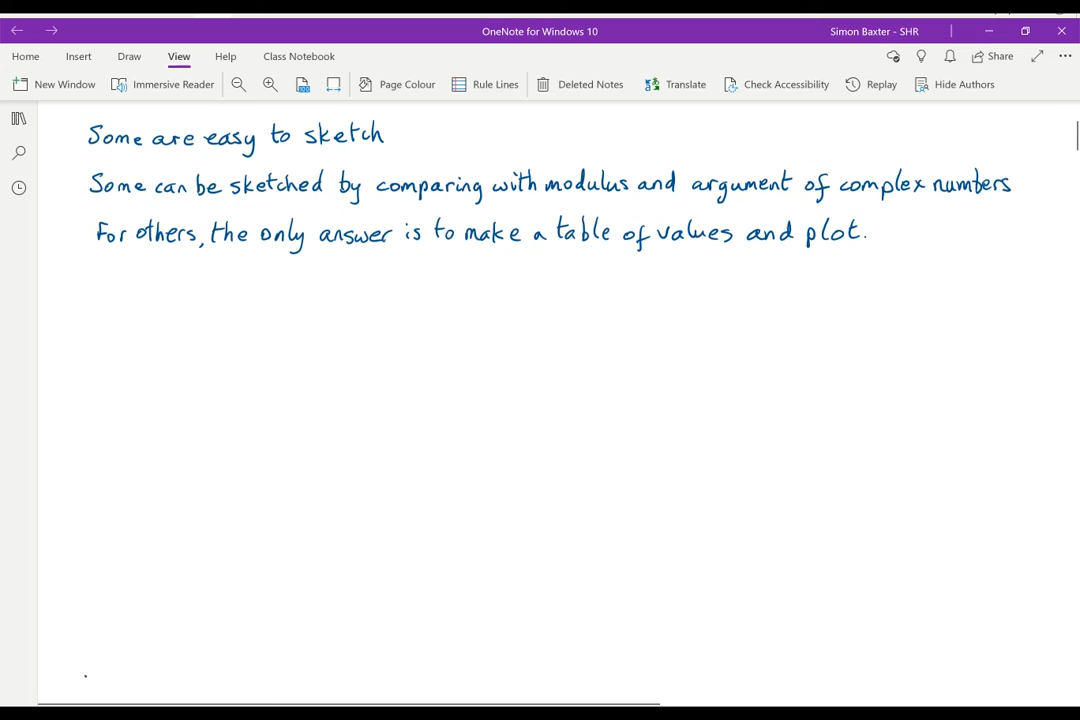 OneNote for Windows 10
Simon Baxter - SHR
Home Insert Draw View Help Class Notebook Share
New Window Immersive Reader Page Colour Rule Lines Deleted Notes Translate Check Accessibility Replay Hide Authors
Some are easy to sketch
Some can be sketched by comparing with modulus and argument of complex numbers
For others, the only answer is to make a table of values and plot.